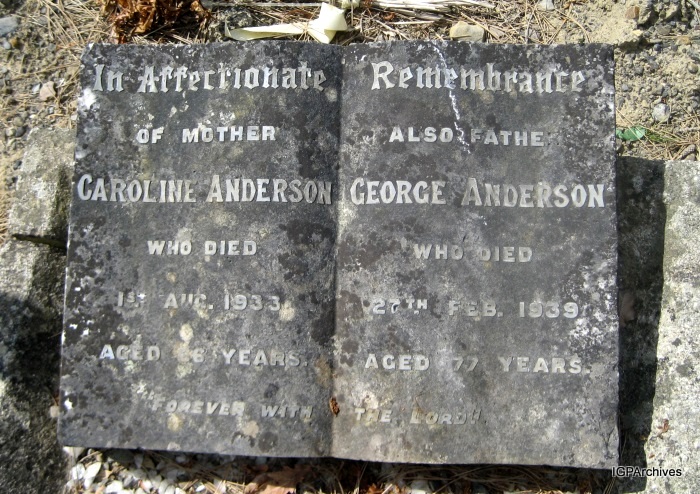 In Affectionate
OF MOTHER
CAROLINE ANDERSON
WHO DIED
1ST AUG. 1933
AGED YEARS.
"FOREVER WITH
Remembrance
ALSO FATHER
GEORGE ANDERSON
WHO DIED
27TH FEB. 1939
AGED 77 YEARS.
THE LORD"
IGPArchives